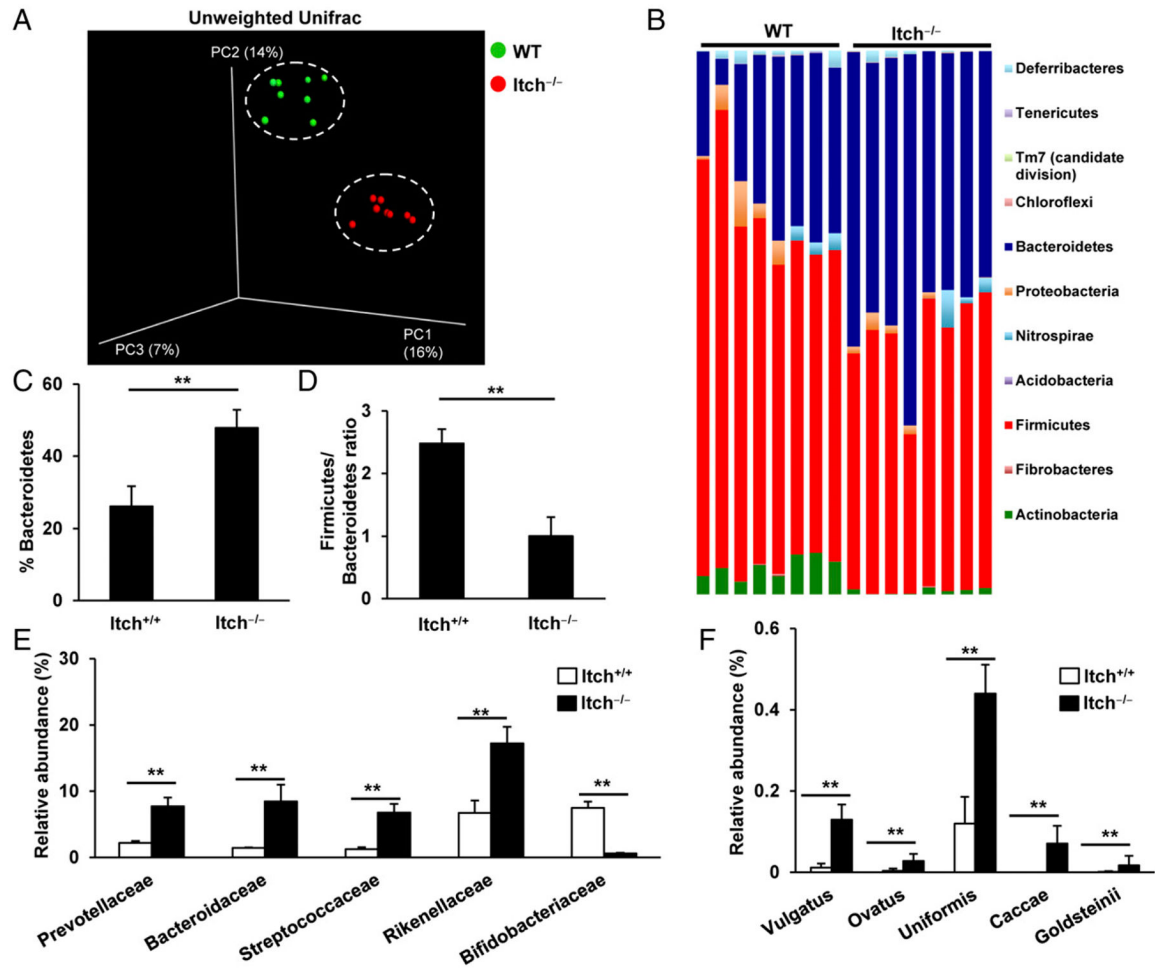 A
Unweighted Unifrac
PC2 (14%)
PC3 (7%)
PC1
(16%)
WT
Itch⁻/⁻
B
WT
Itch⁻/⁻
Deferribacteres
Tenericutes
Tm7 (candidate
division)
Chloroflexi
Bacteroidetes
Proteobacteria
Nitrospirae
Acidobacteria
Firmicutes
Fibrobacteres
Actinobacteria
C
% Bacteroidetes
60
40
20
0
**
Itch⁺/⁺
Itch⁻/⁻
D
Firmicutes/
Bacteroidetes ratio
3
2
1
0
**
Itch⁺/⁺
Itch⁻/⁻
E
Relative abundance (%)
30
20
10
0
**
**
**
**
**
Itch⁺/⁺
Itch⁻/⁻
Prevotellaceae
Bacteroidaceae
Streptococcaceae
Rikenellaceae
Bifidobacteriaceae
F
Relative abundance (%)
0.6
0.4
0.2
0
**
**
**
**
**
Itch⁺/⁺
Itch⁻/⁻
Vulgatus
Ovatus
Uniformis
Caccae
Goldsteinii